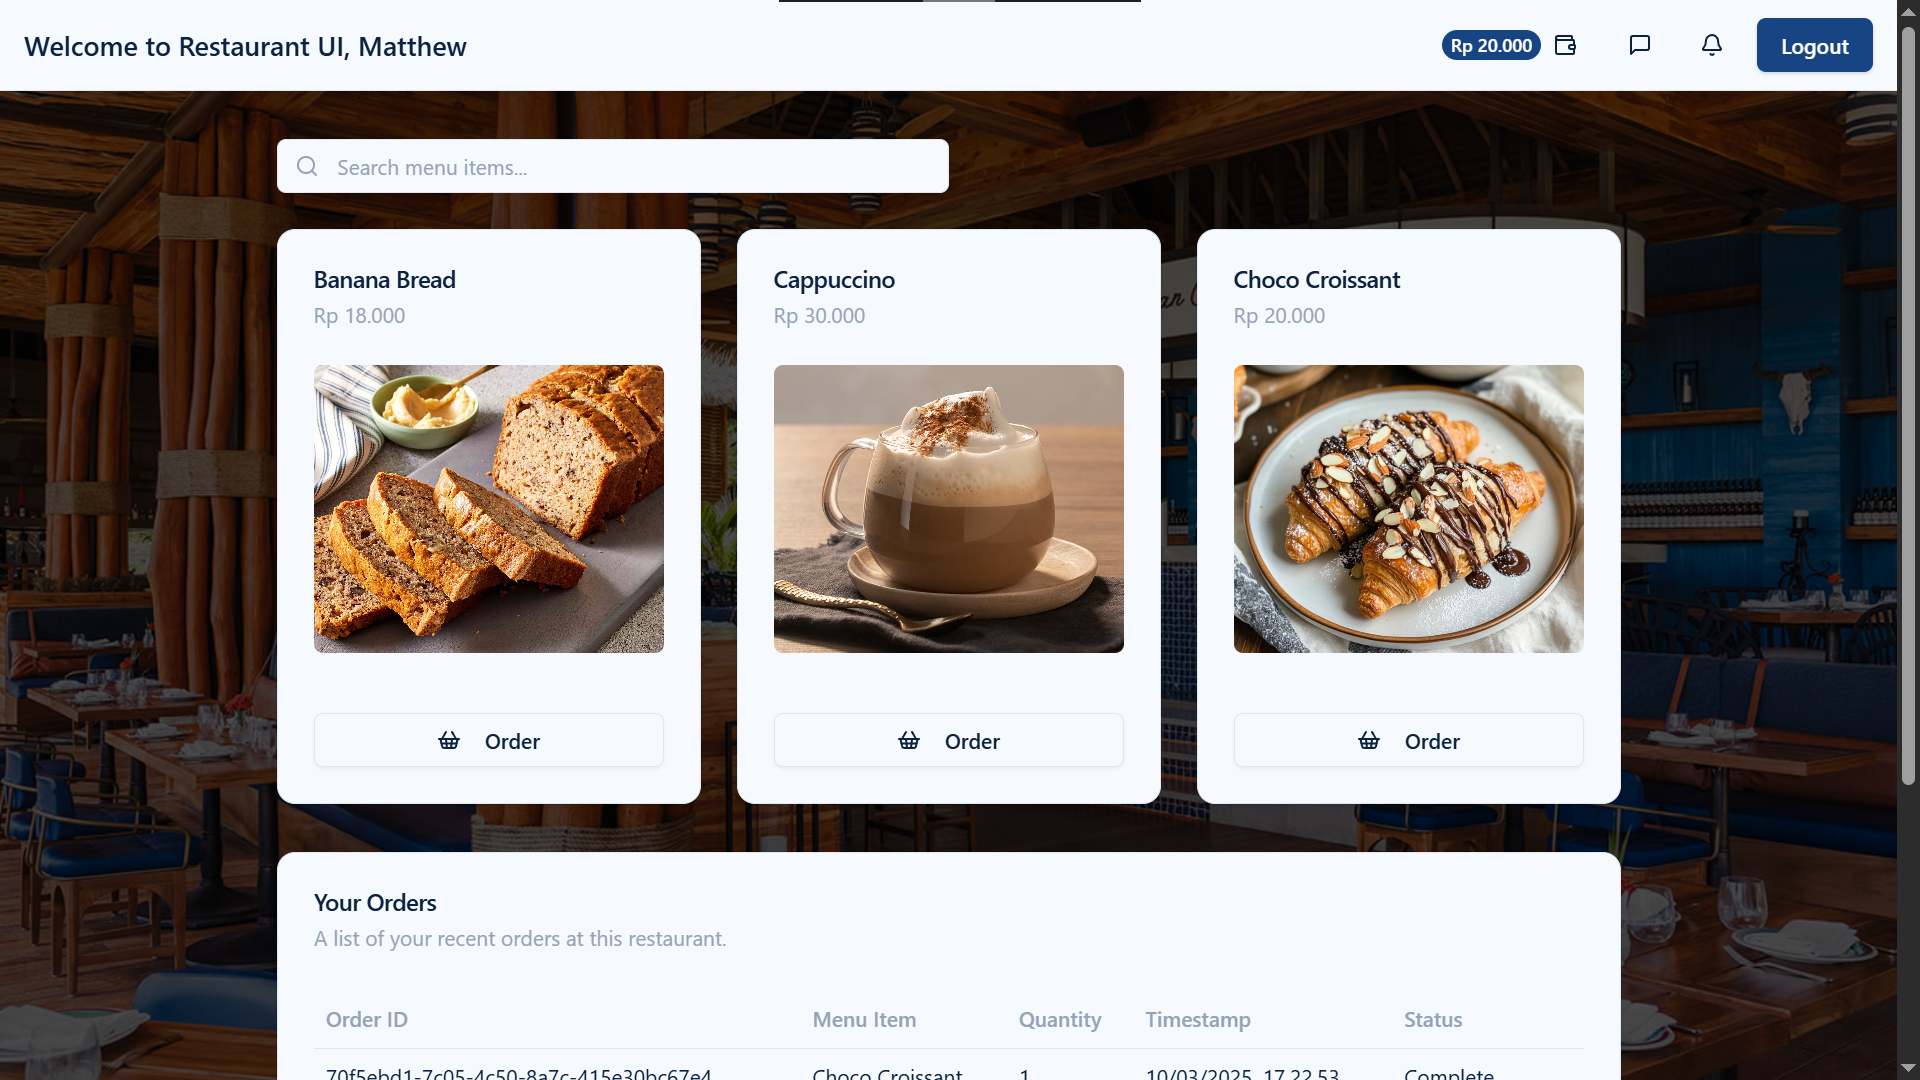 Welcome to Restaurant UI, Matthew
Rp 20.000
Logout
Search menu items...
Banana Bread
Rp 18.000
Order
Cappuccino
Rp 30.000
Order
Choco Croissant
Rp 20.000
Order
Your Orders
A list of your recent orders at this restaurant.
Order ID Menu Item Quantity Timestamp Status
70f5ebd1-7c05-4c50-8a7c-415e30bc67e4 Choco Croissant 1 10/03/2025, 17.22.53 Complete